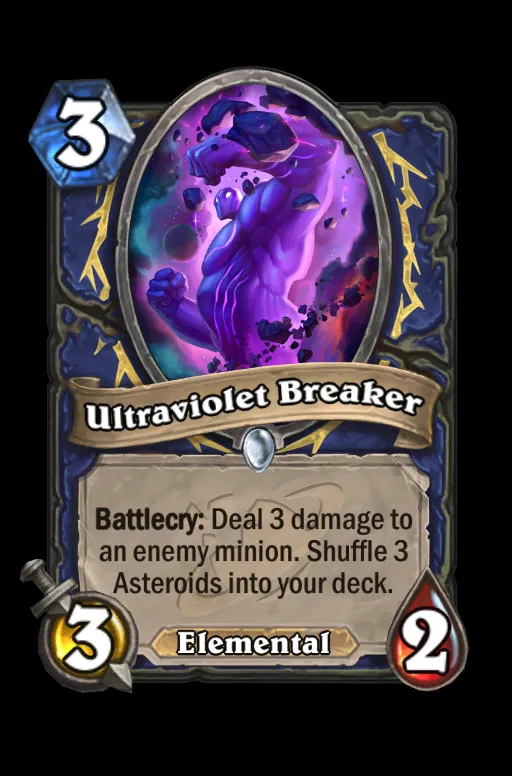 3
Ultraviolet Breaker
Battlecry: Deal 3 damage to
an enemy minion. Shuffle 3
Asteroids into your deck.
3
Elemental
2